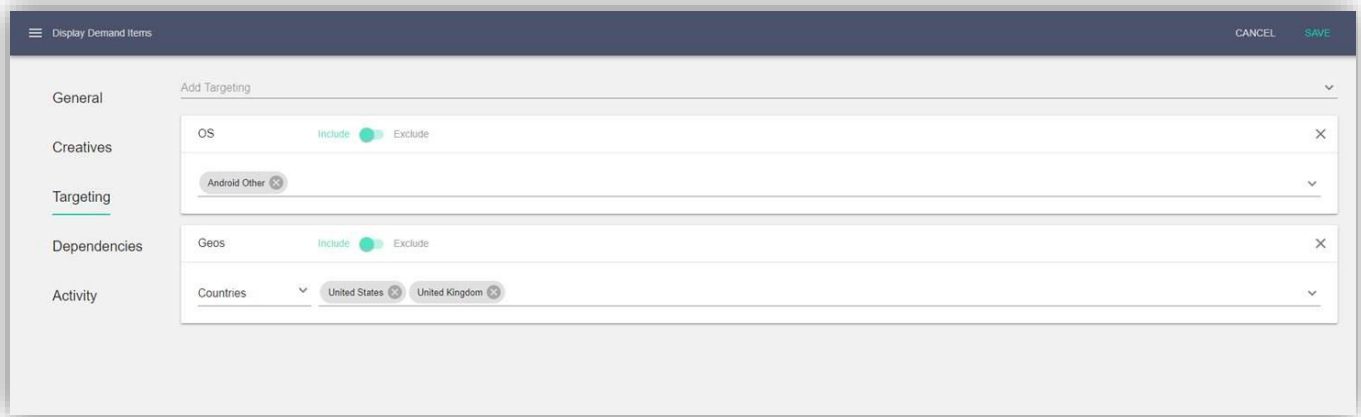 Display Demand Items CANCEL SAVE
General
Creatives
Targeting
Dependencies
Activity
Add Targeting
OS Include Exclude
Android Other
Geos Include Exclude
Countries United States United Kingdom